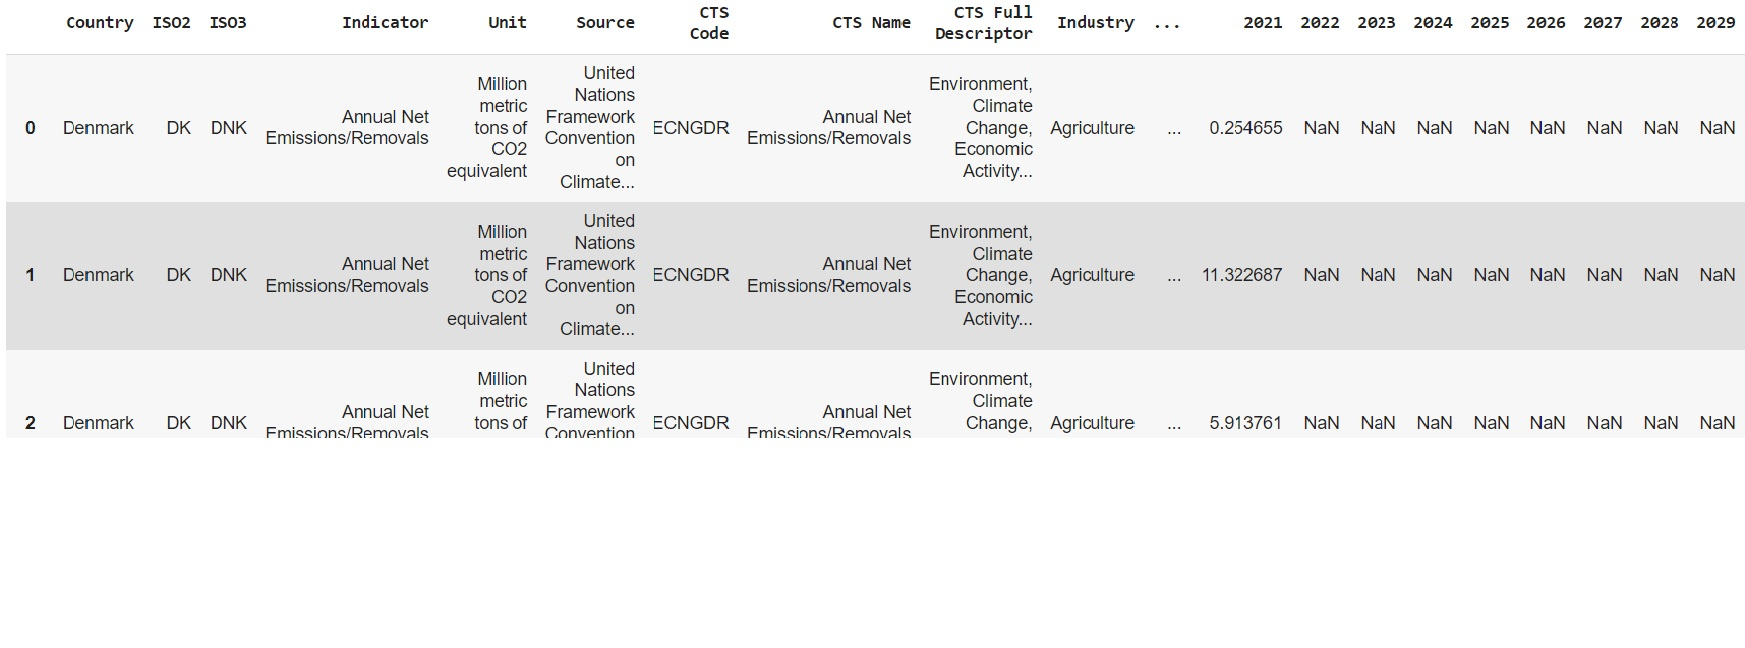 Country ISO2 ISO3 Indicator Unit Source CTS Code CTS Name CTS Full Descriptor Industry ... 2021 2022 2023 2024 2025 2026 2027 2028 2029
0 Denmark DK DNK Annual Net Emissions/Removals Million metric tons of CO2 equivalent United Nations Framework Convention on Climate... ECNGDR Annual Net Emissions/Removals Environment, Climate Change, Economic Activity... Agriculture ... 0.254655 NaN NaN NaN NaN NaN NaN NaN NaN
1 Denmark DK DNK Annual Net Emissions/Removals Million metric tons of CO2 equivalent United Nations Framework Convention on Climate... ECNGDR Annual Net Emissions/Removals Environment, Climate Change, Economic Activity... Agriculture ... 11.322687 NaN NaN NaN NaN NaN NaN NaN NaN
2 Denmark DK DNK Annual Net Emissions/Removals Million metric tons of United Nations Framework Convention ECNGDR Annual Net Emissions/Removals Environment, Climate Change, Agriculture ... 5.913761 NaN NaN NaN NaN NaN NaN NaN NaN